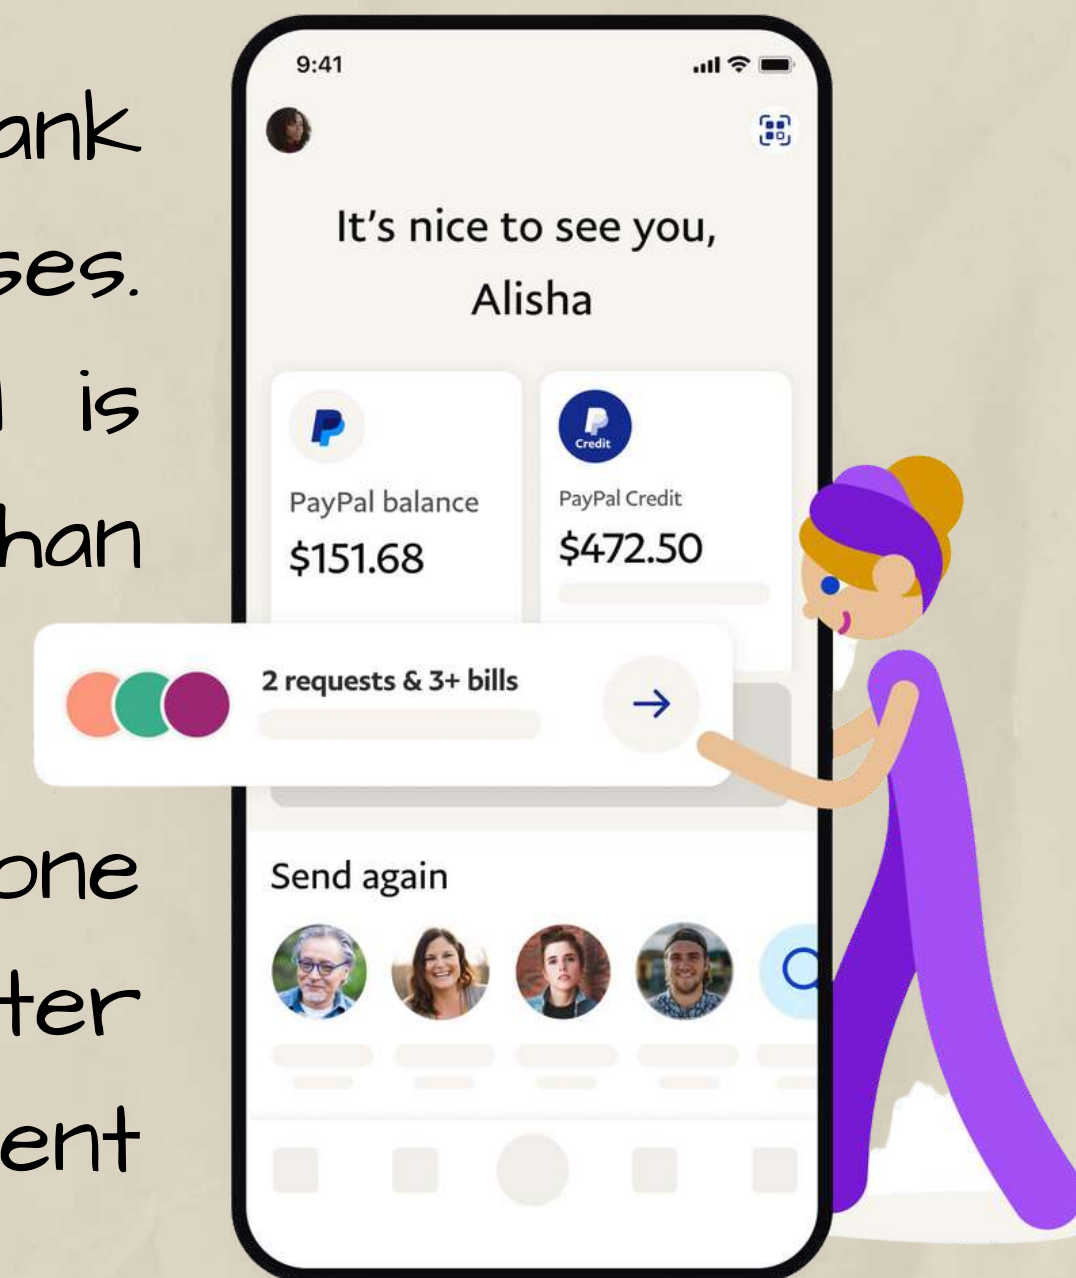 ank
ses.
l is
han
one
ter
ent
9:41
It's nice to see you,
Alisha
Credit
PayPal balance
$151.68
PayPal Credit
$472.50
2 requests & 3+ bills
Send again